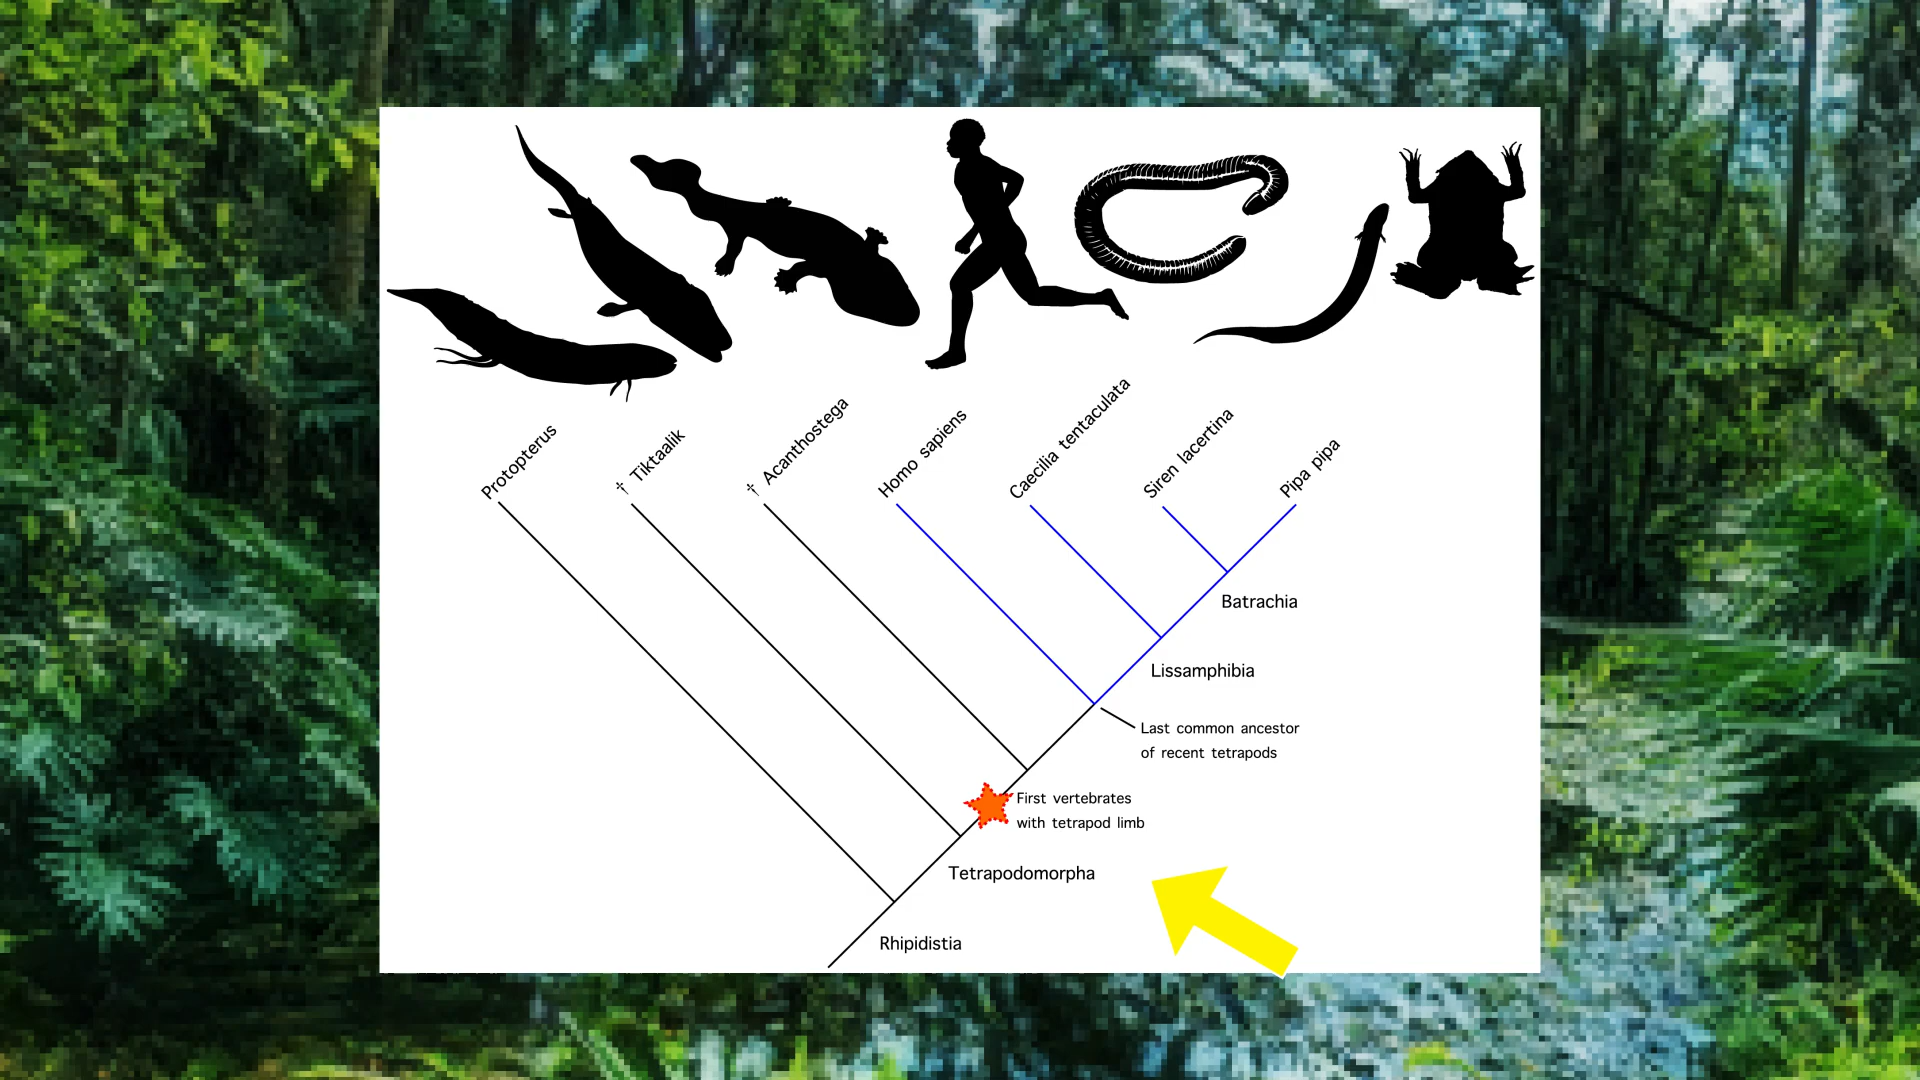 Protopterus
† Tiktaalik
† Acanthostega
Homo sapiens
Caecilia tentaculata
Siren lacertina
Pipa pipa
Batrachia
Lissamphibia
Last common ancestor
of recent tetrapods
First vertebrates
with tetrapod limb
Tetrapodomorpha
Rhipidistia